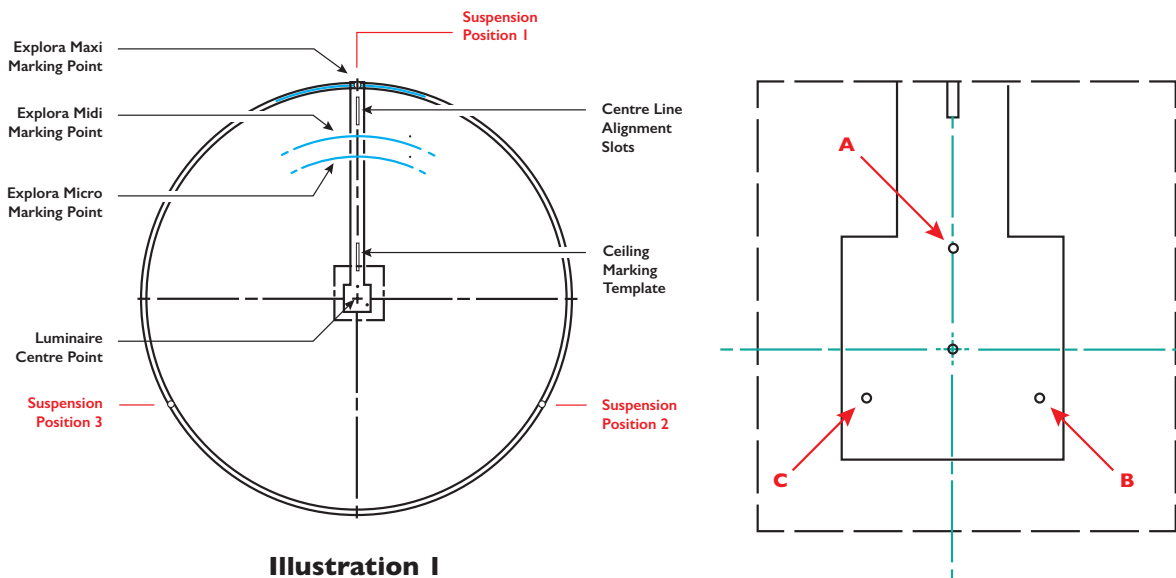 Suspension
Position 1
Explora Maxi
Marking Point
Explora Midi
Marking Point
Explora Micro
Marking Point
Luminaire
Centre Point
Suspension
Position 3
Centre Line
Alignment
Slots
Ceiling
Marking
Template
Suspension
Position 2
Illustration 1
A
C
B